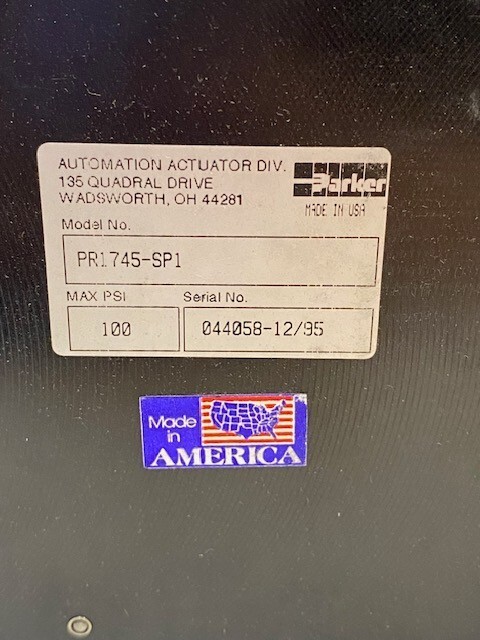 AUTOMATION ACTUATOR DIV.
135 QUADRAL DRIVE
WADSWORTH, OH 44281
Parker
MADE IN USA
Model No.
PR1745-SP1
MAX PSI
Serial No.
100
044058-12/95
Made
in
AMERICA